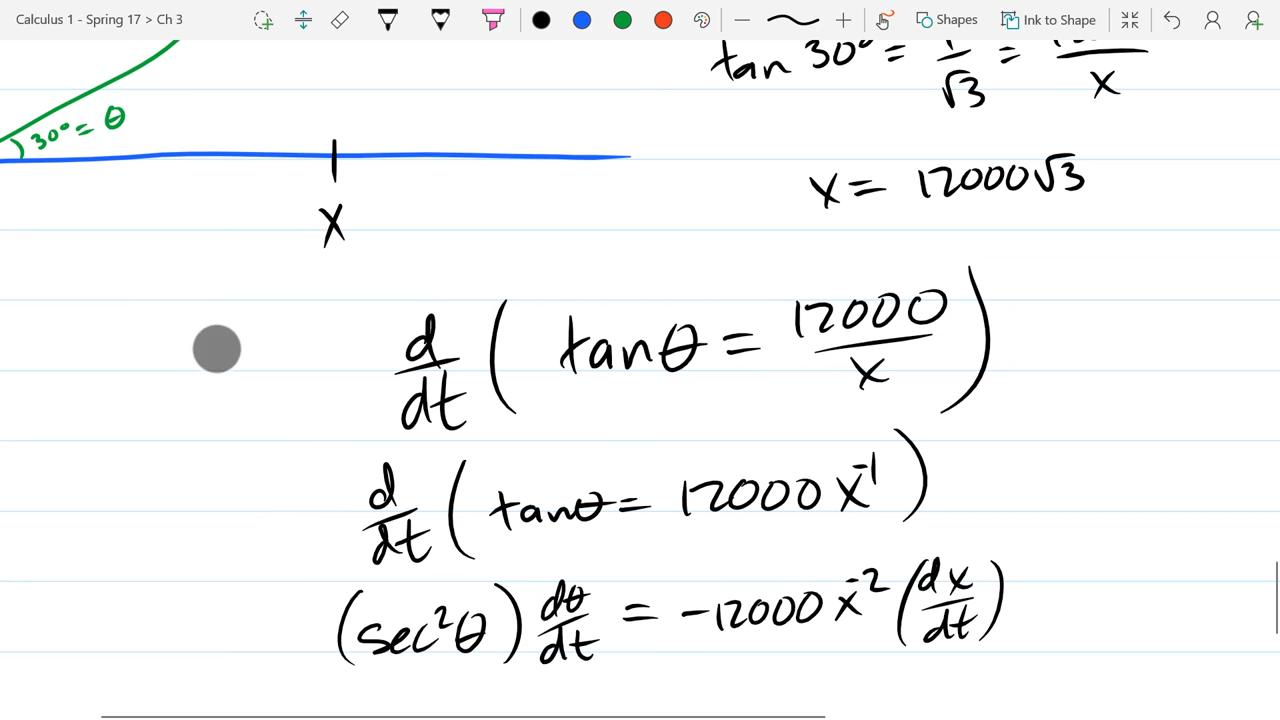 Calculus 1 - Spring 17 > Ch 3
Shapes
Ink to Shape
tan 30° = 1/√3 = /x
30° = θ
x = 12000√3
X
d/dt ( tanθ = 12000/x )
d/dt ( tanθ = 12000 x⁻¹ )
(sec²θ) dθ/dt = -12000 x⁻² (dx/dt)